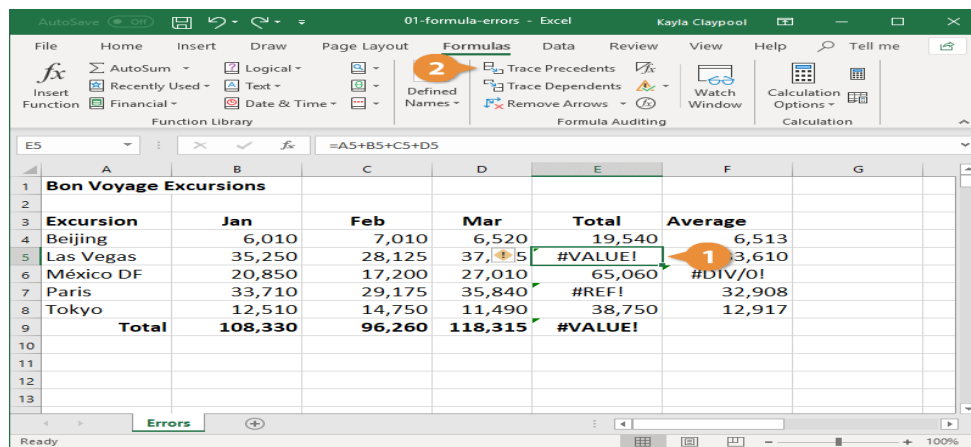 AutoSave Off 01-formula-errors - Excel Kayla Claypool
File Home Insert Draw Page Layout Formulas Data Review View Help Tell me
fx Insert Function
AutoSum
Recently Used
Financial
Logical
Text
Date & Time
Function Library
Defined Names
2
Trace Precedents
Trace Dependents
Remove Arrows
fx
Formula Auditing
Watch Window
Calculation Options
Calculation
E5 fx =A5+B5+C5+D5
A B C D E F G
1 Bon Voyage Excursions
2
3 Excursion Jan Feb Mar Total Average
4 Beijing 6,010 7,010 6,520 19,540 6,513
5 Las Vegas 35,250 28,125 37, 5 #VALUE! 1 3,610
6 México DF 20,850 17,200 27,010 65,060 #DIV/0!
7 Paris 33,710 29,175 35,840 #REF! 32,908
8 Tokyo 12,510 14,750 11,490 38,750 12,917
9 Total 108,330 96,260 118,315 #VALUE!
10
11
12
13
Errors
Ready 100%